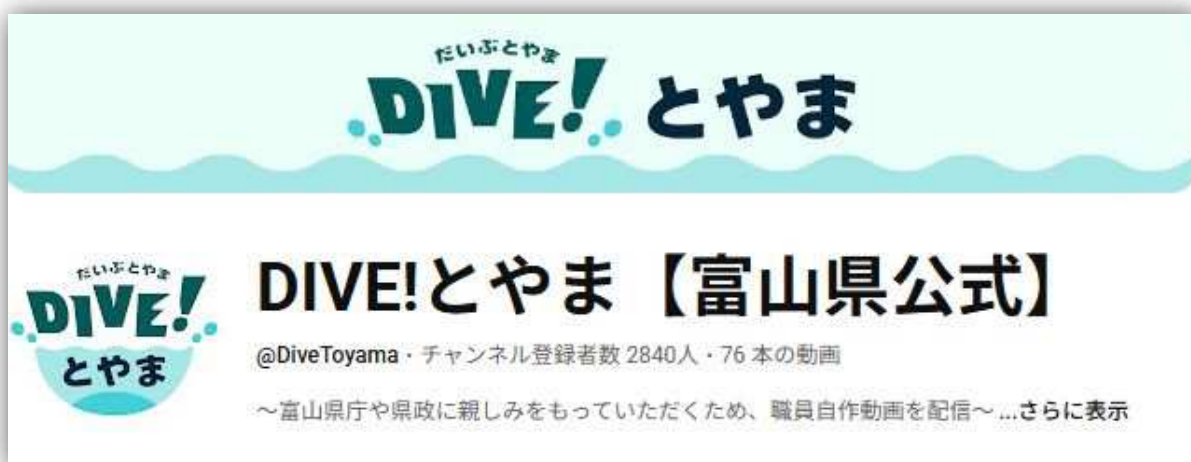 だいぶとやま
DIVE! とやま
だいぶとやま
DIVE!
とやま
DIVE!とやま【富山県公式】
@DiveToyama・チャンネル登録者数 2840人・76 本の動画
～富山県庁や県政に親しみをもっていただくため、職員自作動画を配信～ ...さらに表示